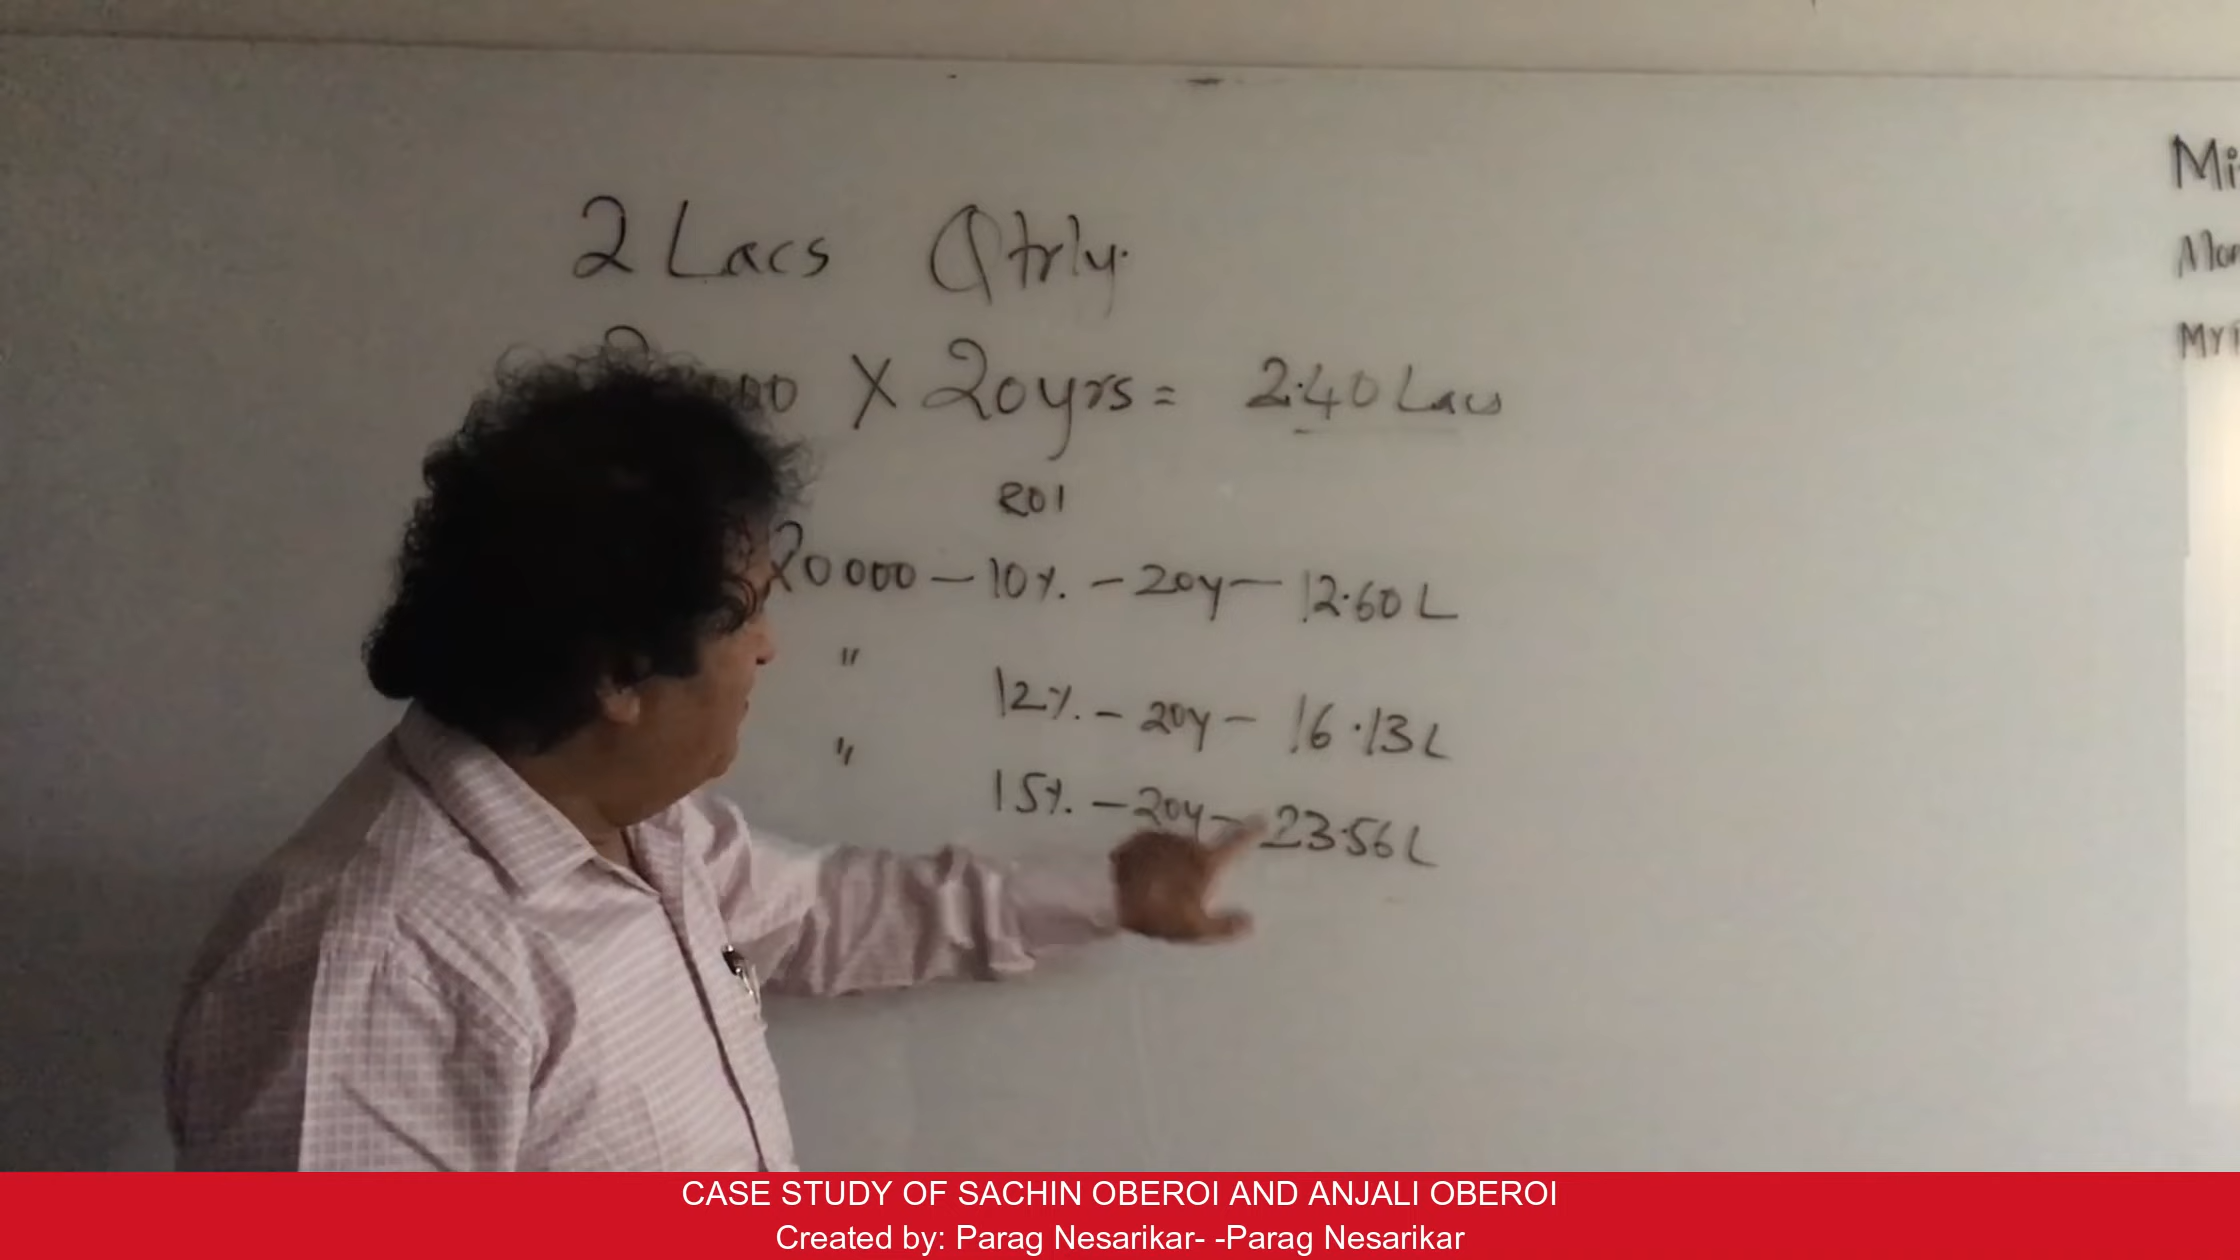 2 Lacs Qtrly.
000 X 20yrs = 2.40 Lacs
ROI
20000 - 10%. - 20y - 12.60 L
" 12%. - 20y - 16.13 L
" 15%. - 20y - 23.56 L
CASE STUDY OF SACHIN OBEROI AND ANJALI OBEROI
Created by: Parag Nesarikar- -Parag Nesarikar